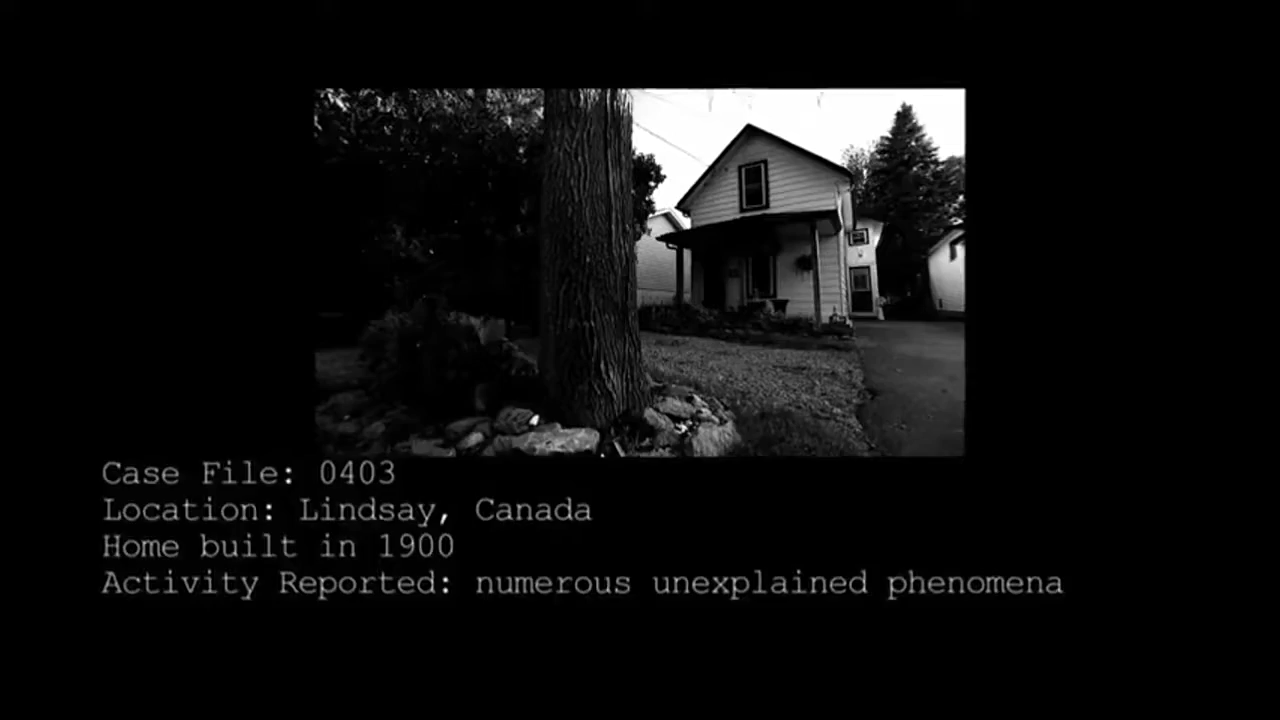 Case File: 0403
Location: Lindsay, Canada
Home built in 1900
Activity Reported: numerous unexplained phenomena